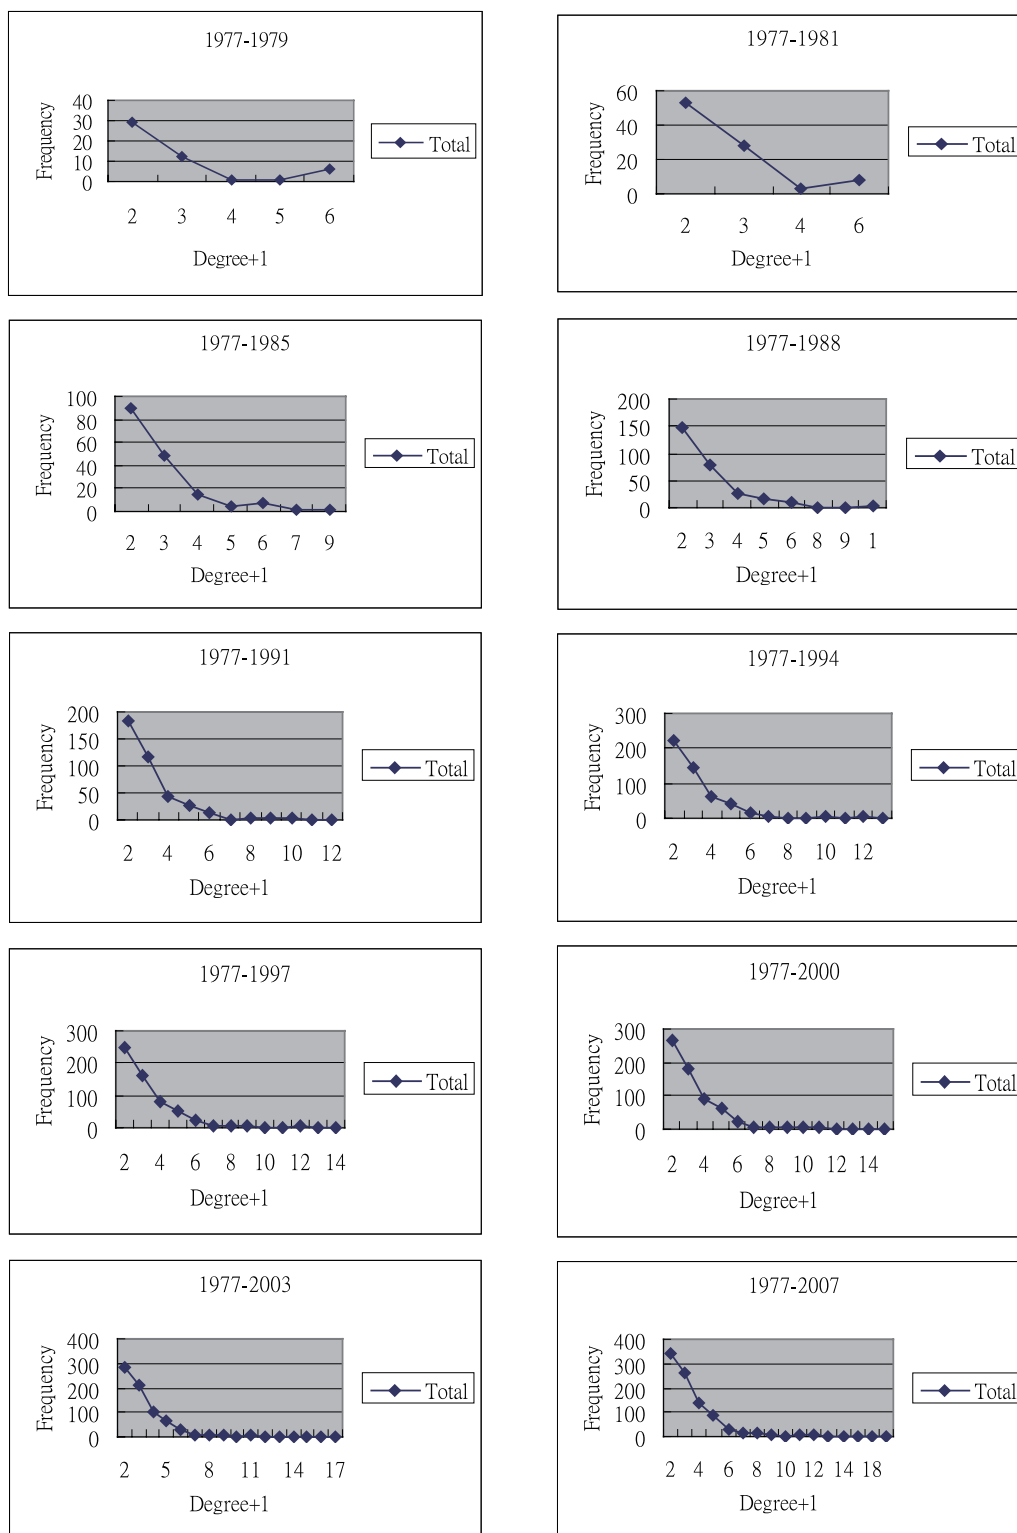 1977-1979
Frequency
40
30
20
10
0
2 3 4 5 6
Degree+1
Total
1977-1981
Frequency
60
40
20
0
2 3 4 6
Degree+1
Total
1977-1985
Frequency
100
80
60
40
20
0
2 3 4 5 6 7 9
Degree+1
Total
1977-1988
Frequency
200
150
100
50
0
2 3 4 5 6 8 9 1
Degree+1
Total
1977-1991
Frequency
200
150
100
50
0
2 4 6 8 10 12
Degree+1
Total
1977-1994
Frequency
300
200
100
0
2 4 6 8 10 12
Degree+1
Total
1977-1997
Frequency
300
200
100
0
2 4 6 8 10 12 14
Degree+1
Total
1977-2000
Frequency
300
200
100
0
2 4 6 8 10 12 14
Degree+1
Total
1977-2003
Frequency
400
300
200
100
0
2 5 8 11 14 17
Degree+1
Total
1977-2007
Frequency
400
300
200
100
0
2 4 6 8 10 12 14 18
Degree+1
Total